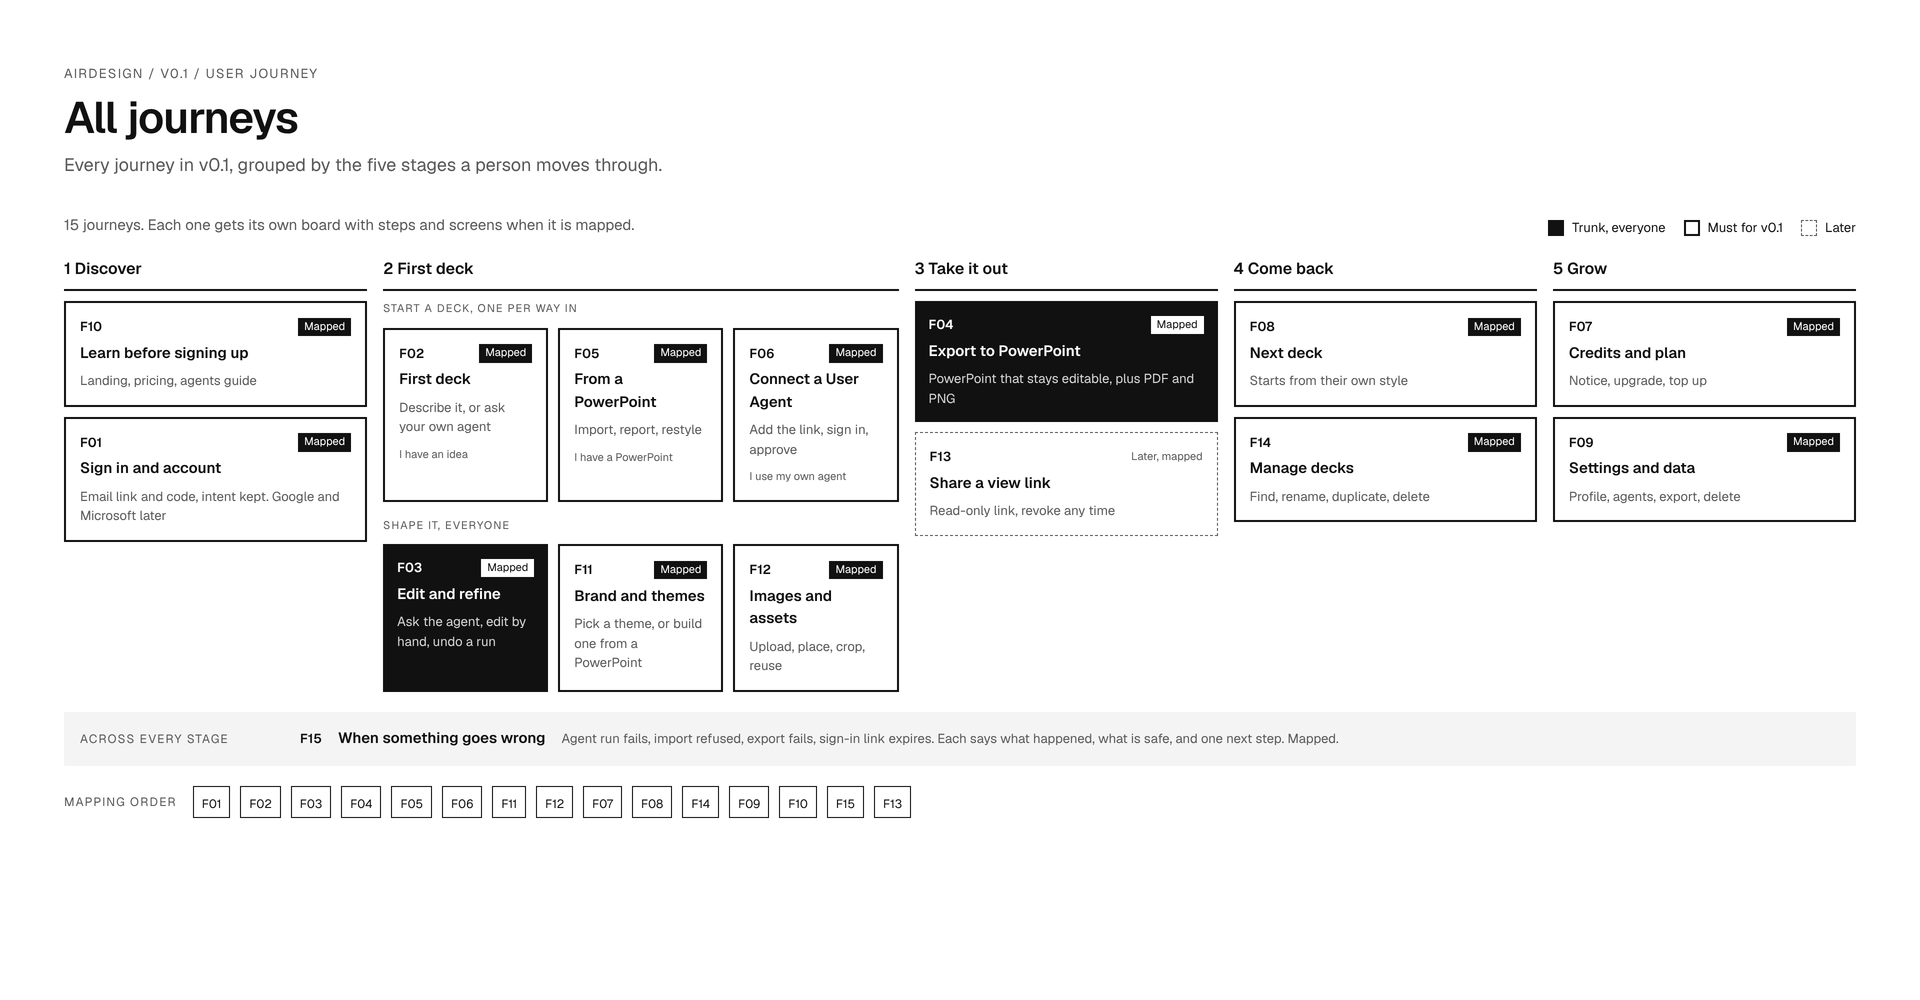 AIRDESIGN / V0.1 / USER JOURNEY
All journeys
Every journey in v0.1, grouped by the five stages a person moves through.
15 journeys. Each one gets its own board with steps and screens when it is mapped.
Trunk, everyone
Must for v0.1
Later
1 Discover
F10
Mapped
Learn before signing up
Landing, pricing, agents guide
F01
Mapped
Sign in and account
Email link and code, intent kept. Google and
Microsoft later
2 First deck
START A DECK, ONE PER WAY IN
F02
Mapped
First deck
Describe it, or ask
your own agent
I have an idea
F05
Mapped
From a
PowerPoint
Import, report, restyle
I have a PowerPoint
F06
Mapped
Connect a User
Agent
Add the link, sign in,
approve
I use my own agent
SHAPE IT, EVERYONE
F03
Mapped
Edit and refine
Ask the agent, edit by
hand, undo a run
F11
Mapped
Brand and themes
Pick a theme, or build
one from a
PowerPoint
F12
Mapped
Images and
assets
Upload, place, crop,
reuse
3 Take it out
F04
Mapped
Export to PowerPoint
PowerPoint that stays editable, plus PDF and
PNG
F13
Later, mapped
Share a view link
Read-only link, revoke any time
4 Come back
F08
Mapped
Next deck
Starts from their own style
F14
Mapped
Manage decks
Find, rename, duplicate, delete
5 Grow
F07
Mapped
Credits and plan
Notice, upgrade, top up
F09
Mapped
Settings and data
Profile, agents, export, delete
ACROSS EVERY STAGE
F15 When something goes wrong Agent run fails, import refused, export fails, sign-in link expires. Each says what happened, what is safe, and one next step. Mapped.
MAPPING ORDER F01 F02 F03 F04 F05 F06 F11 F12 F07 F08 F14 F09 F10 F15 F13